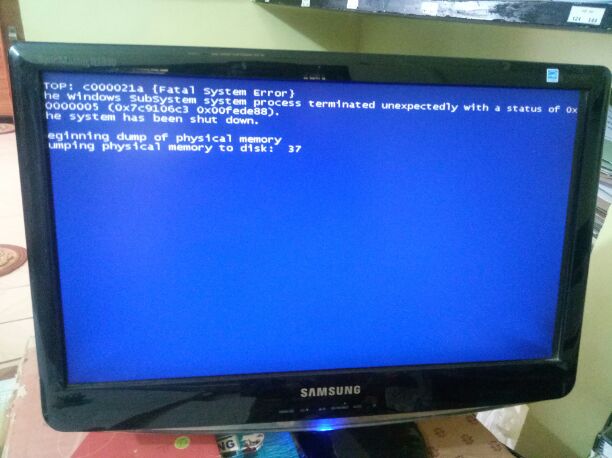 TOP: c000021a {Fatal System Error}
he Windows SubSystem system process terminated unexpectedly with a status of 0x
0000005 (0x7c9106c3 0x00fede88).
he system has been shut down.
eginning dump of physical memory
umping physical memory to disk: 37
SAMSUNG